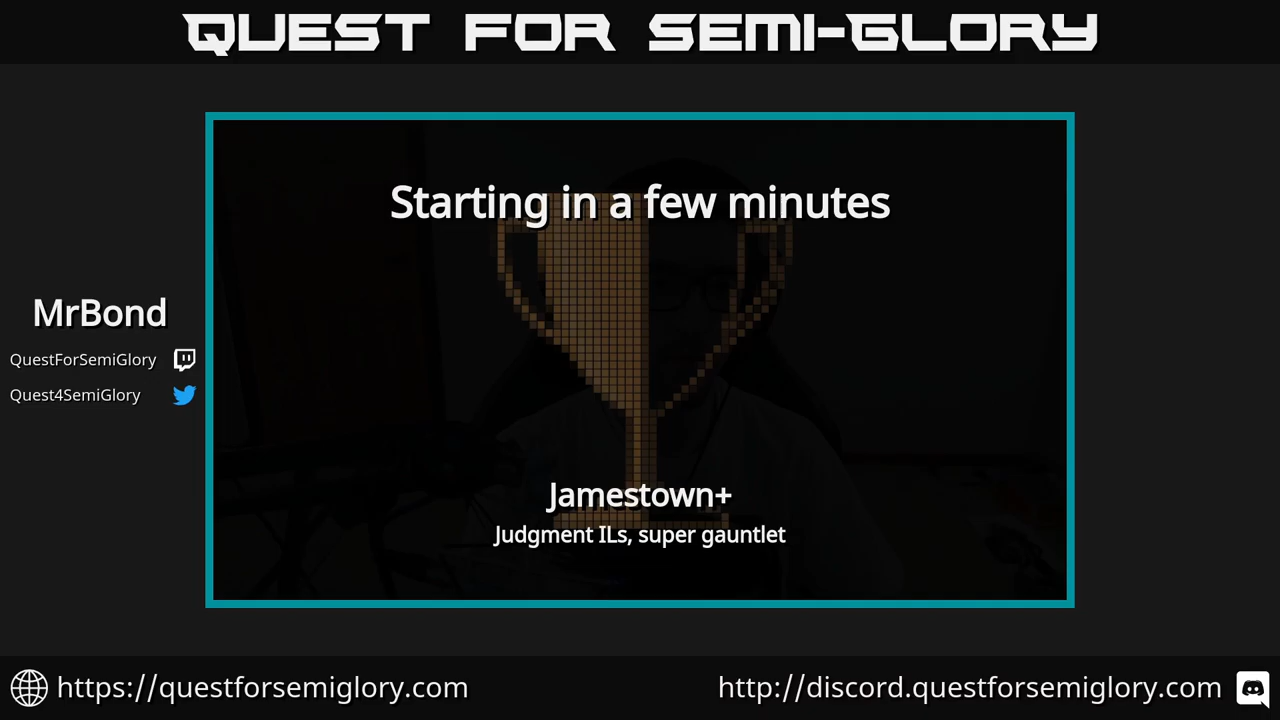 QUEST FOR SEMI-GLORY
Starting in a few minutes
MrBond
QuestForSemiGlory
Quest4SemiGlory
Jamestown+
Judgment ILs, super gauntlet
https://questforsemiglory.com
http://discord.questforsemiglory.com